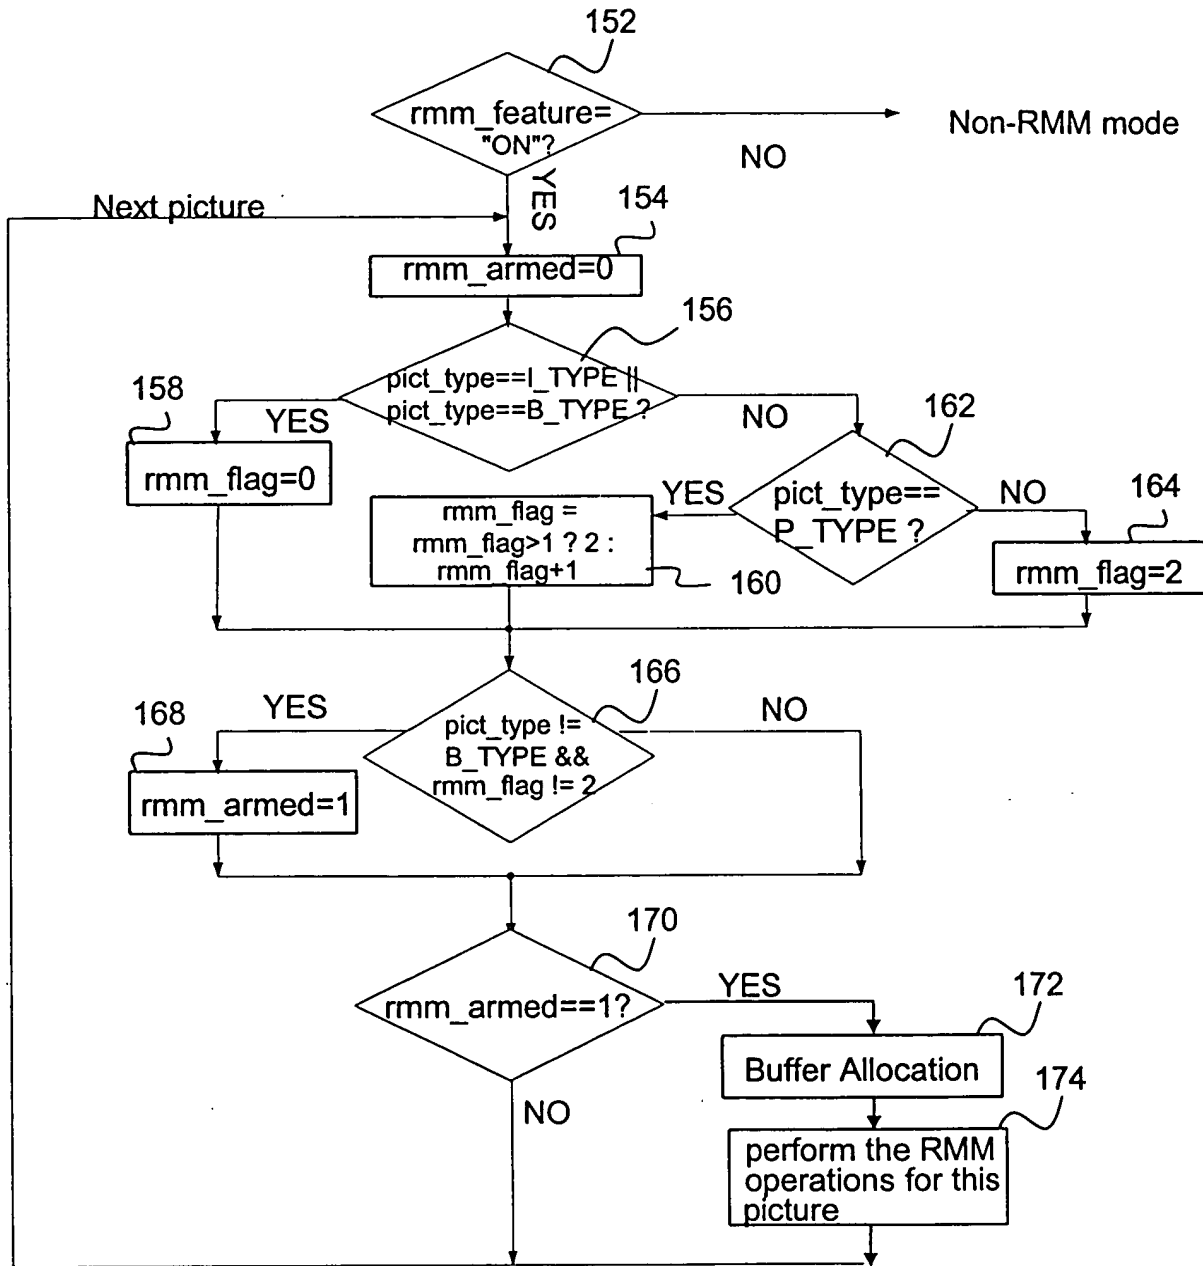 152
rmm_feature=
"ON"?
Non-RMM mode
NO
YES
Next picture
154
rmm_armed=0
156
pict_type==I_TYPE ||
pict_type==B_TYPE ?
158
YES
NO
162
rmm_flag=0
pict_type==
P_TYPE ?
YES
NO
164
rmm_flag =
rmm_flag>1 ? 2 :
rmm_flag+1
160
rmm_flag=2
166
168
YES
NO
pict_type !=
B_TYPE &&
rmm_flag != 2
rmm_armed=1
170
rmm_armed==1?
YES
172
Buffer Allocation
174
NO
perform the RMM
operations for this
picture